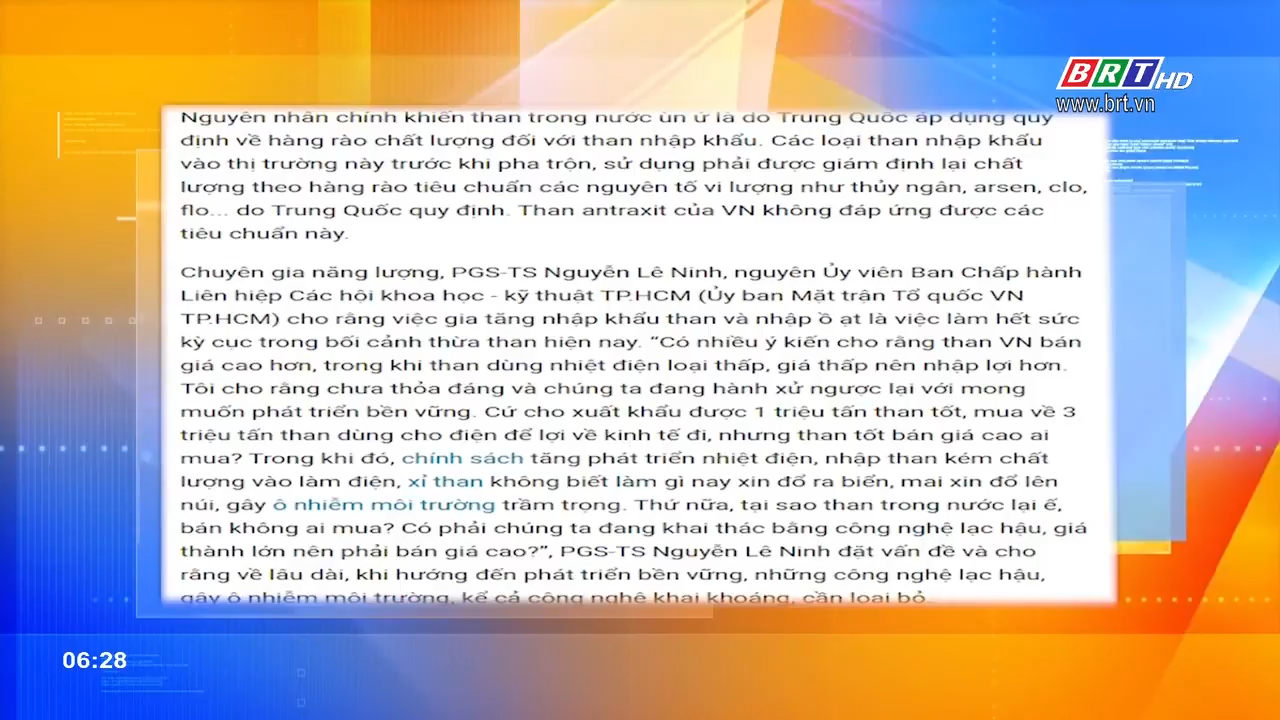 BRT HD
www.brt.vn
Nguyên nhân chính khiến than trong nước ùn ứ là do Trung Quốc áp dụng quy
định về hàng rào chất lượng đối với than nhập khẩu. Các loại than nhập khẩu
vào thị trường này trước khi pha trộn, sử dụng phải được giám định lại chất
lượng theo hàng rào tiêu chuẩn các nguyên tố vi lượng như thủy ngân, arsen, clo,
flo... do Trung Quốc quy định. Than antraxit của VN không đáp ứng được các
tiêu chuẩn này.
Chuyên gia năng lượng, PGS-TS Nguyễn Lê Ninh, nguyên Ủy viên Ban Chấp hành
Liên hiệp Các hội khoa học - kỹ thuật TP.HCM (Ủy ban Mặt trận Tổ quốc VN
TP.HCM) cho rằng việc gia tăng nhập khẩu than và nhập ồ ạt là việc làm hết sức
kỳ cục trong bối cảnh thừa than hiện nay. “Có nhiều ý kiến cho rằng than VN bán
giá cao hơn, trong khi than dùng nhiệt điện loại thấp, giá thấp nên nhập lợi hơn.
Tôi cho rằng chưa thỏa đáng và chúng ta đang hành xử ngược lại với mong
muốn phát triển bền vững. Cứ cho xuất khẩu được 1 triệu tấn than tốt, mua về 3
triệu tấn than dùng cho điện để lợi về kinh tế đi, nhưng than tốt bán giá cao ai
mua? Trong khi đó, chính sách tăng phát triển nhiệt điện, nhập than kém chất
lượng vào làm điện, xỉ than không biết làm gì nay xin đổ ra biển, mai xin đổ lên
núi, gây ô nhiễm môi trường trầm trọng. Thứ nữa, tại sao than trong nước lại ế,
bán không ai mua? Có phải chúng ta đang khai thác bằng công nghệ lạc hậu, giá
thành lớn nên phải bán giá cao?”, PGS-TS Nguyễn Lê Ninh đặt vấn đề và cho
rằng về lâu dài, khi hướng đến phát triển bền vững, những công nghệ lạc hậu,
gây ô nhiễm môi trường, kể cả công nghệ khai khoáng, cần loại bỏ.
06:28